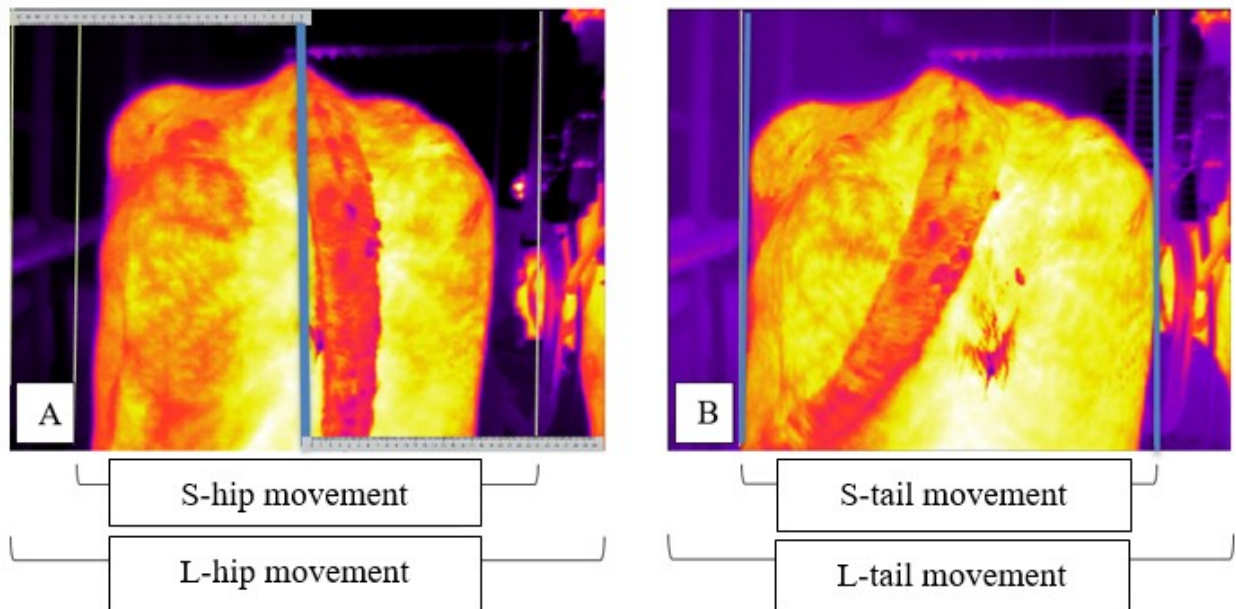 A
B
S-hip movement
S-tail movement
L-hip movement
L-tail movement